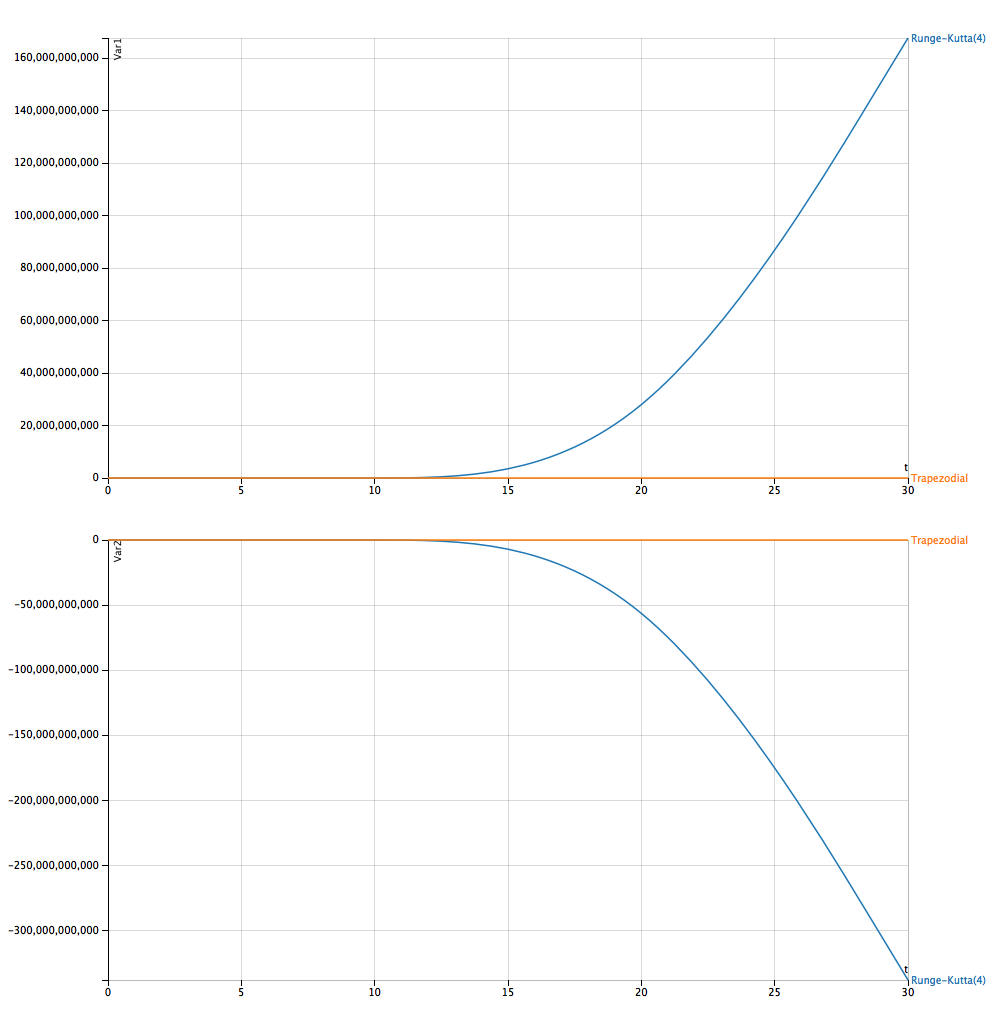 Var1
Runge-Kutta(4)
160,000,000,000
140,000,000,000
120,000,000,000
100,000,000,000
80,000,000,000
60,000,000,000
40,000,000,000
20,000,000,000
0
t
Trapezodial
0 5 10 15 20 25 30
0
Var2
Trapezodial
-50,000,000,000
-100,000,000,000
-150,000,000,000
-200,000,000,000
-250,000,000,000
-300,000,000,000
t
Runge-Kutta(4)
0 5 10 15 20 25 30